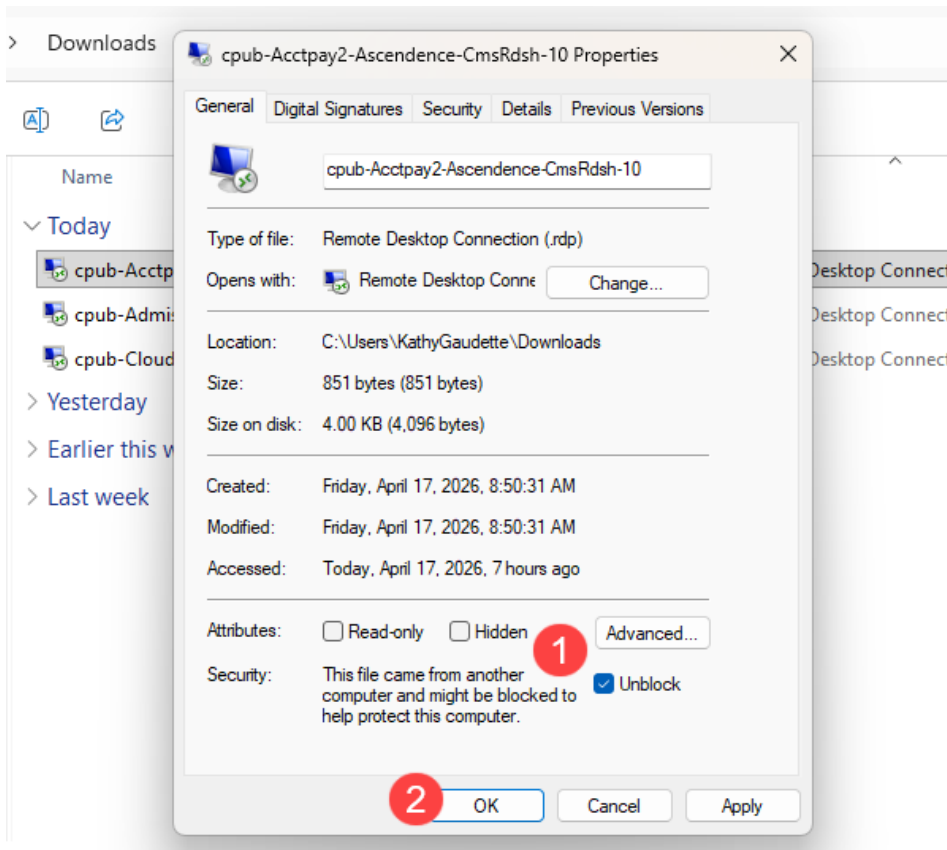 Downloads
cpub-Acctpay2-Ascendence-CmsRdsh-10 Properties
General Digital Signatures Security Details Previous Versions
A
Name
cpub-Acctpay2-Ascendence-CmsRdsh-10
Today
Type of file: Remote Desktop Connection (.rdp)
cpub-Acctp Desktop Connect
Opens with: Remote Desktop Conne Change...
cpub-Admi Desktop Connect
Location: C:\Users\KathyGaudette\Downloads
cpub-Cloud Desktop Connect
Size: 851 bytes (851 bytes)
Yesterday
Size on disk: 4.00 KB (4,096 bytes)
Earlier this w
Created: Friday, April 17, 2026, 8:50:31 AM
Last week
Modified: Friday, April 17, 2026, 8:50:31 AM
Accessed: Today, April 17, 2026, 7 hours ago
Attributes: Read-only Hidden 1 Advanced...
Security: This file came from another
computer and might be blocked to
help protect this computer.
Unblock
2 OK Cancel Apply